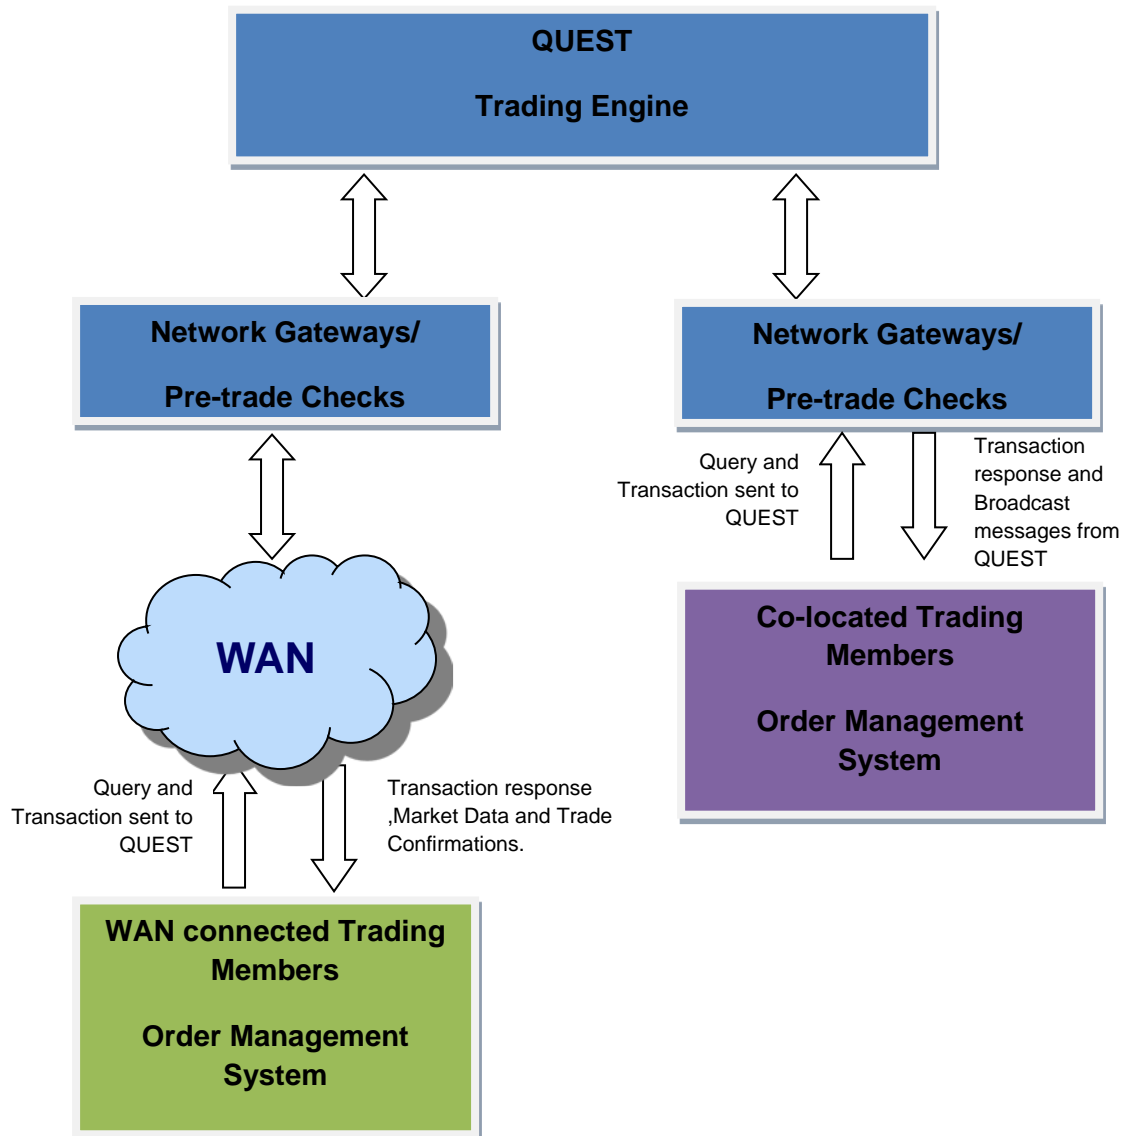 QUEST
Trading Engine
Network Gateways/
Pre-trade Checks
Network Gateways/
Pre-trade Checks
Query and
Transaction sent to
QUEST
Transaction
response and
Broadcast
messages from
QUEST
WAN
Co-located Trading
Members
Order Management
System
Query and
Transaction sent to
QUEST
Transaction response
,Market Data and Trade
Confirmations.
WAN connected Trading
Members
Order Management
System